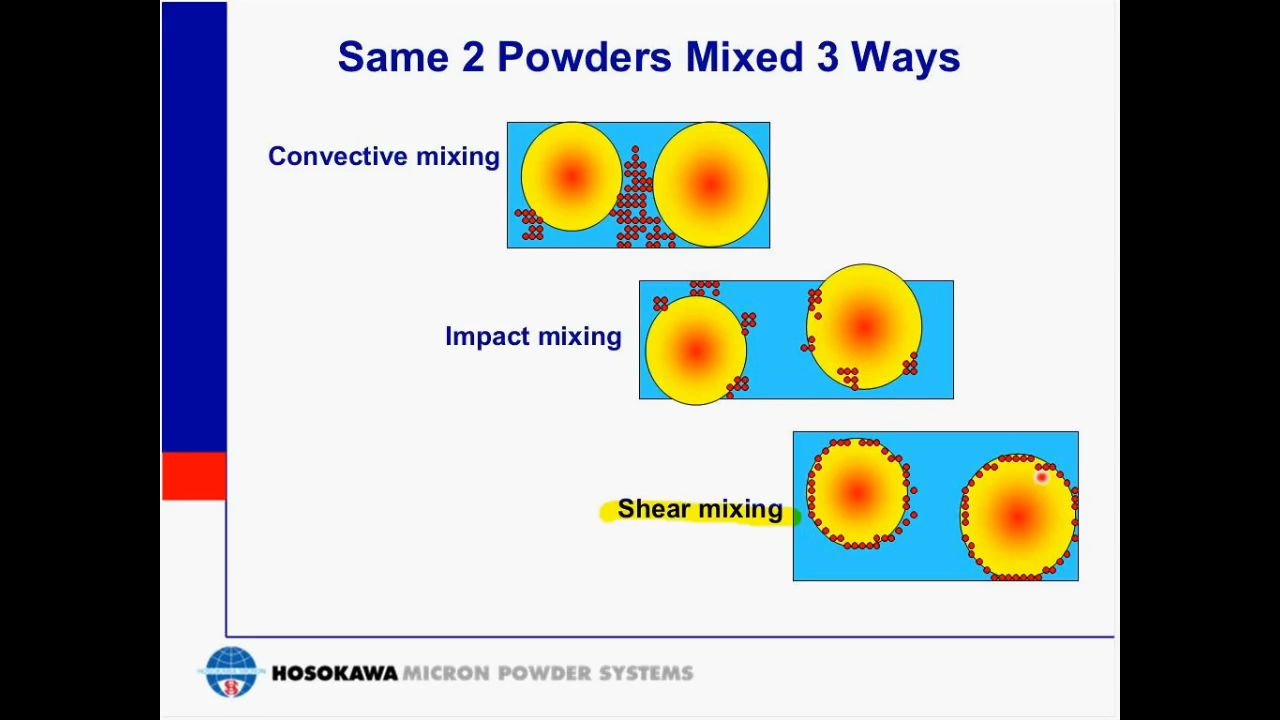 Same 2 Powders Mixed 3 Ways
Convective mixing
Impact mixing
Shear mixing
HOSOKAWA MICRON POWDER SYSTEMS